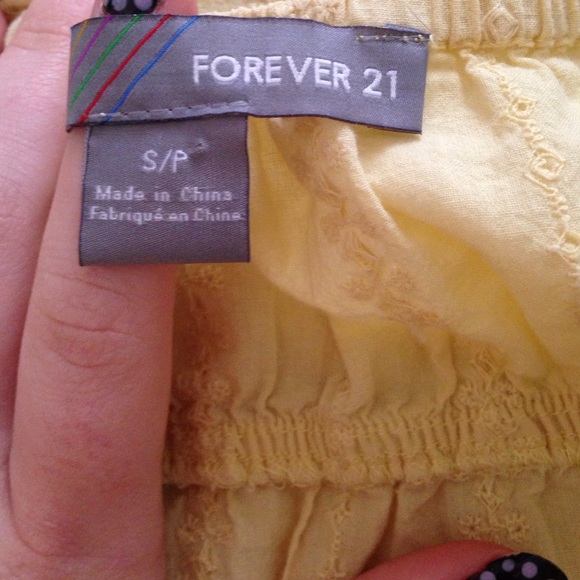 FOREVER 21
S/P
Made in China
Fabriqué en Chine